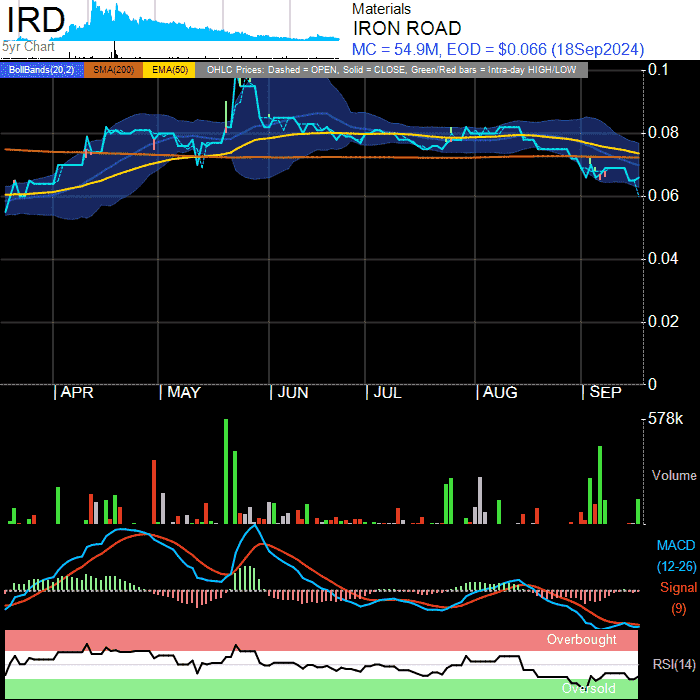 IRD
5yr Chart
Materials
IRON ROAD
MC = 54.9M, EOD = $0.066 (18Sep2024)
BollBands(20,2) SMA(200) EMA(50) OHLC Prices: Dashed = OPEN, Solid = CLOSE, Green/Red bars = Intra-day HIGH/LOW
0.1
0.08
0.06
0.04
0.02
0
APR MAY JUN JUL AUG SEP
578k
Volume
MACD
(12-26)
Signal
(9)
Overbought
RSI(14)
Oversold